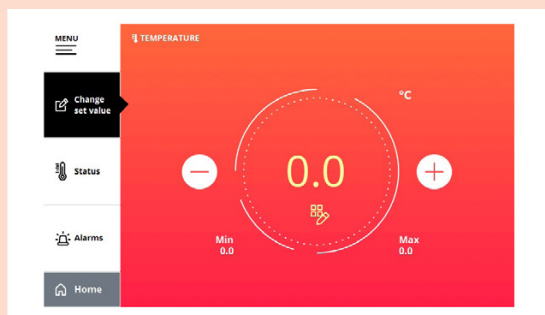 MENU
TEMPERATURE
°C
Change
set value
Status
Alarms
Home
0.0
Min
0.0
Max
0.0